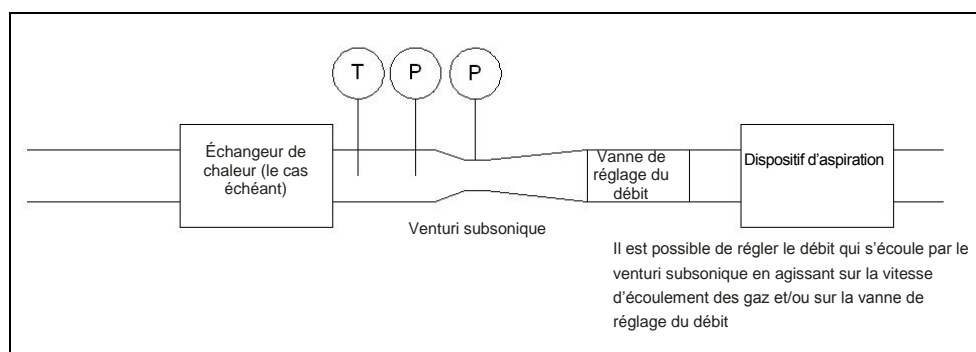 T
P
P
Échangeur de
chaleur (le cas
échéant)
Vanne de
réglage du
débit
Dispositif d'aspiration
Venturi subsonique
Il est possible de régler le débit qui s'écoule par le
venturi subsonique en agissant sur la vitesse
d'écoulement des gaz et/ou sur la vanne de
réglage du débit